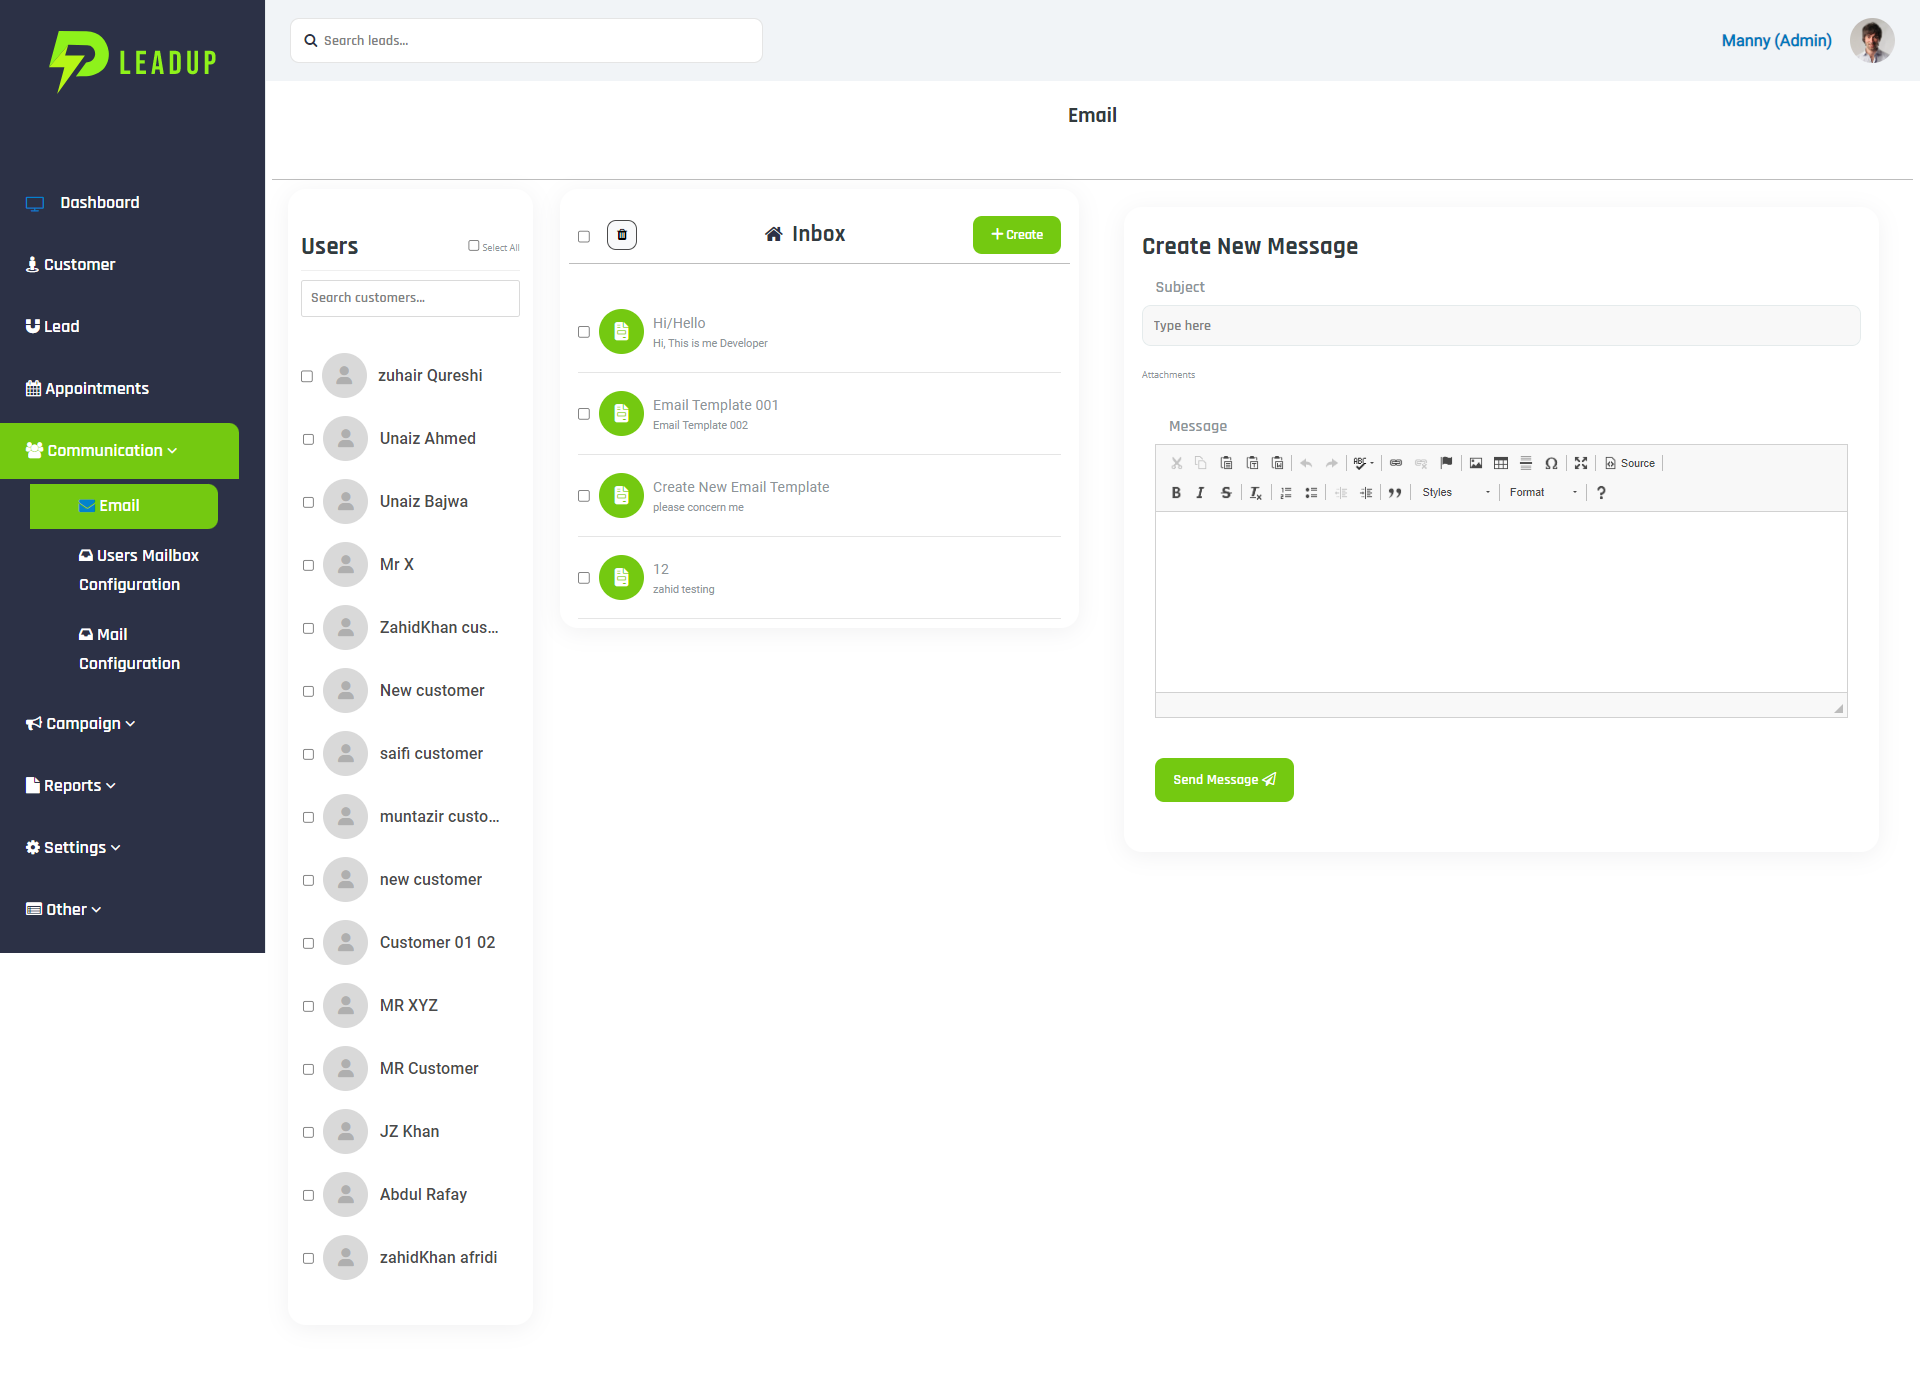 LEADUP
Search leads...
Manny (Admin)
Email
Dashboard
Customer
Lead
Appointments
Communication
Email
Users Mailbox
Configuration
Mail
Configuration
Campaign
Reports
Settings
Other
Users
Select All
Search customers...
zuhair Qureshi
Unaiz Ahmed
Unaiz Bajwa
Mr X
ZahidKhan cus...
New customer
saifi customer
muntazir custo...
new customer
Customer 01 02
MR XYZ
MR Customer
JZ Khan
Abdul Rafay
zahidKhan afridi
Inbox
Create
Hi/Hello
Hi, This is me Developer
Email Template 001
Email Template 002
Create New Email Template
please concern me
12
zahid testing
Create New Message
Subject
Type here
Attachments
Message
ABC
Source
B I S Ix
Styles
Format
?
Send Message